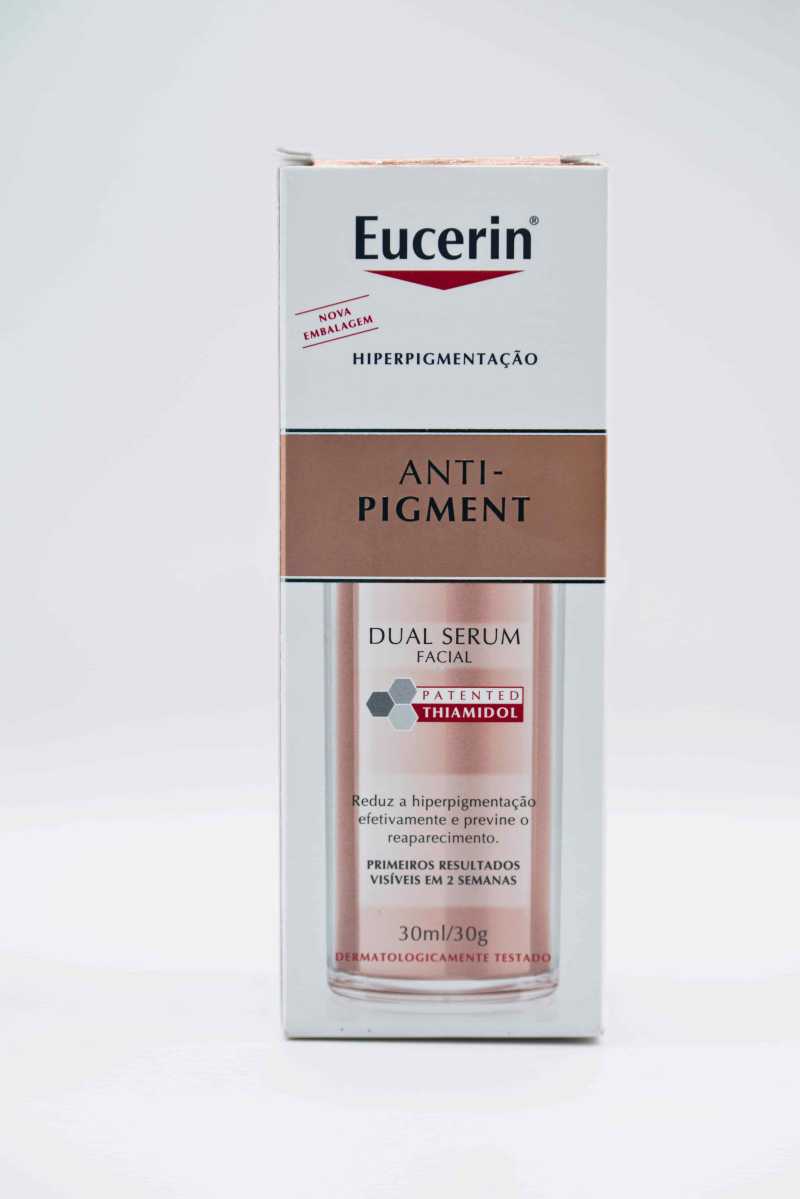 Eucerin®
NOVA
EMBALAGEM
HIPERPIGMENTAÇÃO
ANTI-
PIGMENT
DUAL SERUM
FACIAL
PATENTED
THIAMIDOL
Reduz a hiperpigmentação
efetivamente e previne o
reaparecimento.
PRIMEIROS RESULTADOS
VISÍVEIS EM 2 SEMANAS
30ml/30g
DERMATOLOGICAMENTE TESTADO